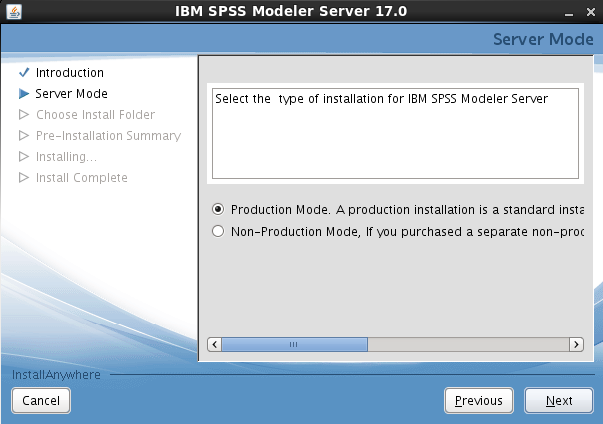 IBM SPSS Modeler Server 17.0
Server Mode
Introduction
Server Mode
Choose Install Folder
Pre-Installation Summary
Installing...
Install Complete
Select the  type of installation for IBM SPSS Modeler Server
Production Mode. A production installation is a standard insta
Non-Production Mode, If you purchased a separate non-proc
InstallAnywhere
Cancel
Previous
Next